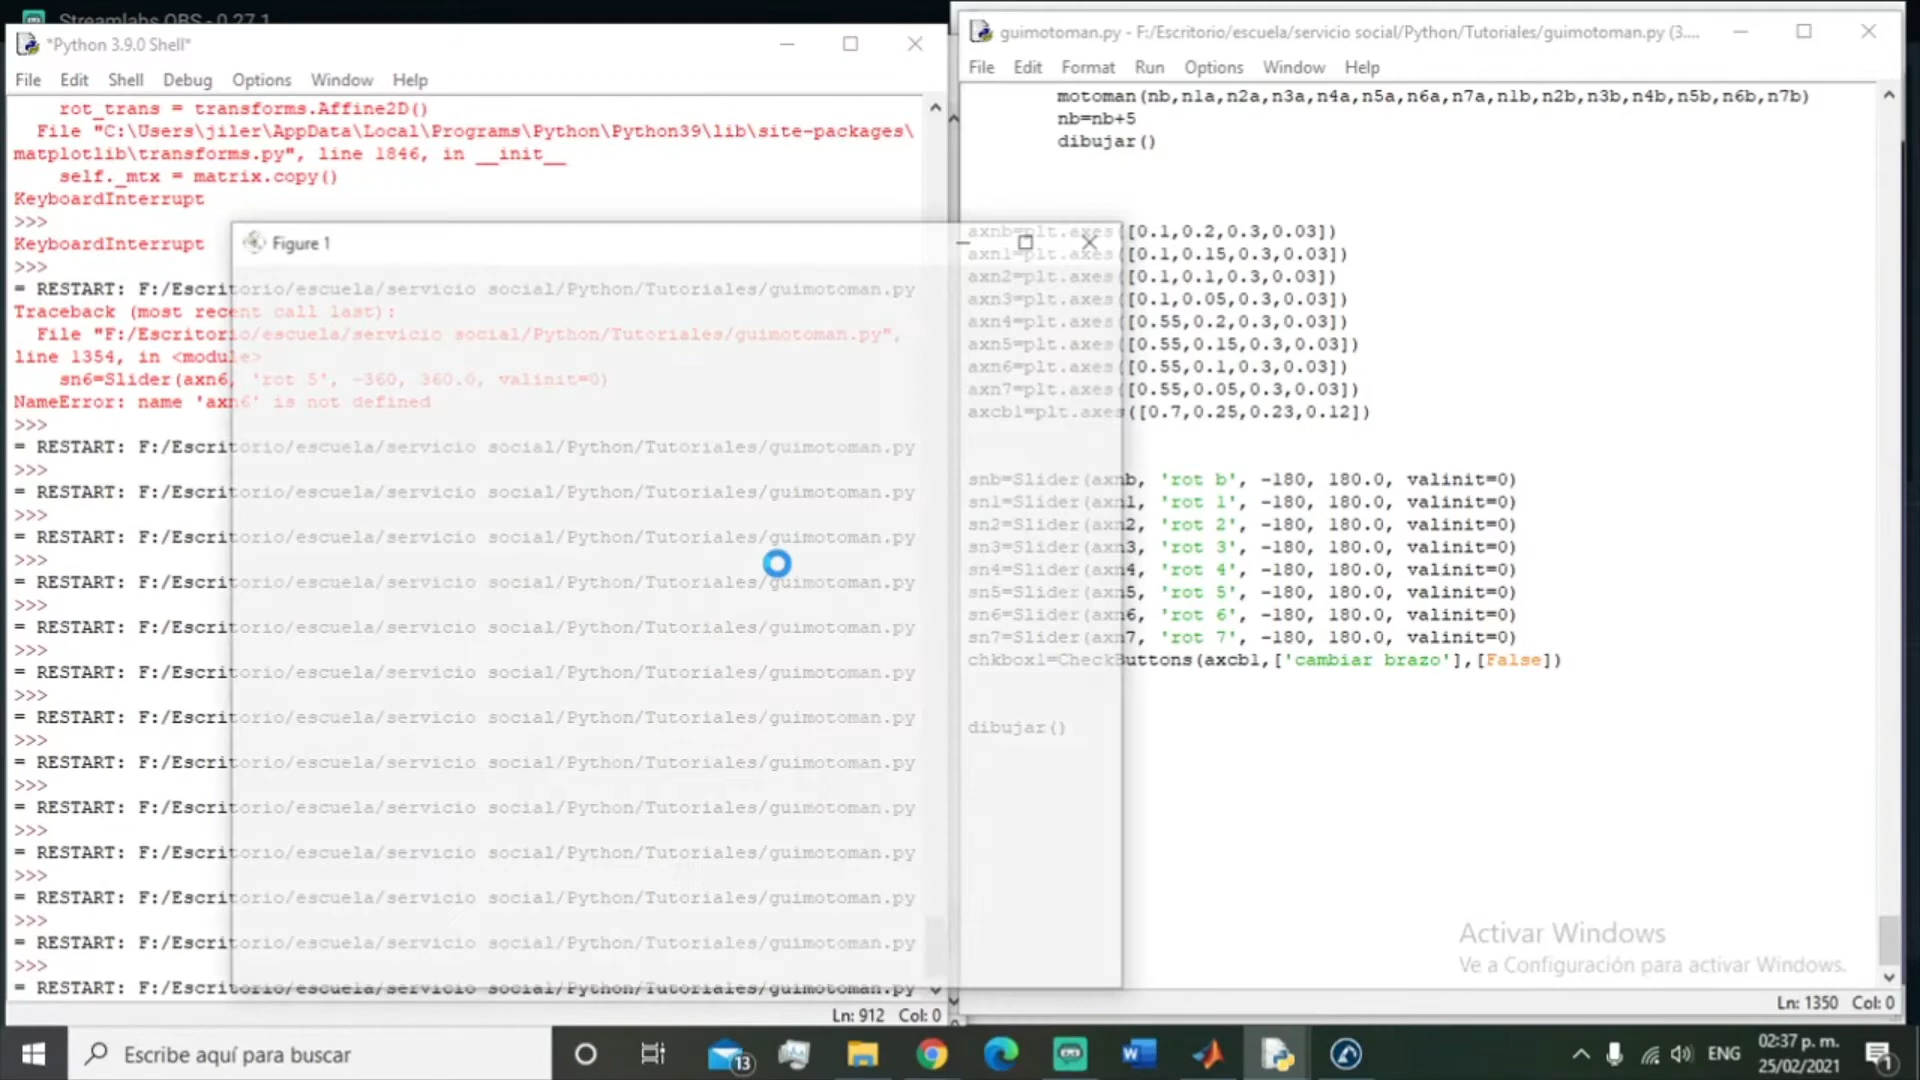 Streamlabs OBS - 0.27.1
*Python 3.9.0 Shell*
File Edit Shell Debug Options Window Help
rot_trans = transforms.Affine2D()
File "C:\Users\jiler\AppData\Local\Programs\Python\Python39\lib\site-packages\
matplotlib\transforms.py", line 1846, in __init__
self._mtx = matrix.copy()
KeyboardInterrupt
>>>
KeyboardInterrupt
>>>
= RESTART: F:/Escritorio/escuela/servicio social/Python/Tutoriales/guimotoman.py
Traceback (most recent call last):
File "F:/Escritorio/escuela/servicio social/Python/Tutoriales/guimotoman.py",
line 1354, in <module>
sn6=Slider(axn6, 'rot 5', -360, 360.0, valinit=0)
NameError: name 'axn6' is not defined
>>>
= RESTART: F:/Escritorio/escuela/servicio social/Python/Tutoriales/guimotoman.py
>>>
= RESTART: F:/Escritorio/escuela/servicio social/Python/Tutoriales/guimotoman.py
>>>
= RESTART: F:/Escritorio/escuela/servicio social/Python/Tutoriales/guimotoman.py
>>>
= RESTART: F:/Escritorio/escuela/servicio social/Python/Tutoriales/guimotoman.py
>>>
= RESTART: F:/Escritorio/escuela/servicio social/Python/Tutoriales/guimotoman.py
>>>
= RESTART: F:/Escritorio/escuela/servicio social/Python/Tutoriales/guimotoman.py
>>>
= RESTART: F:/Escritorio/escuela/servicio social/Python/Tutoriales/guimotoman.py
>>>
= RESTART: F:/Escritorio/escuela/servicio social/Python/Tutoriales/guimotoman.py
>>>
= RESTART: F:/Escritorio/escuela/servicio social/Python/Tutoriales/guimotoman.py
>>>
= RESTART: F:/Escritorio/escuela/servicio social/Python/Tutoriales/guimotoman.py
>>>
= RESTART: F:/Escritorio/escuela/servicio social/Python/Tutoriales/guimotoman.py
>>>
= RESTART: F:/Escritorio/escuela/servicio social/Python/Tutoriales/guimotoman.py
>>>
= RESTART: F:/Escritorio/escuela/servicio social/Python/Tutoriales/guimotoman.py
Ln: 912 Col: 0
Figure 1
guimotoman.py - F:/Escritorio/escuela/servicio social/Python/Tutoriales/guimotoman.py (3....
File Edit Format Run Options Window Help
motoman(nb,n1a,n2a,n3a,n4a,n5a,n6a,n7a,n1b,n2b,n3b,n4b,n5b,n6b,n7b)
nb=nb+5
dibujar()
axnb=plt.axes([0.1,0.2,0.3,0.03])
axn1=plt.axes([0.1,0.15,0.3,0.03])
axn2=plt.axes([0.1,0.1,0.3,0.03])
axn3=plt.axes([0.1,0.05,0.3,0.03])
axn4=plt.axes([0.55,0.2,0.3,0.03])
axn5=plt.axes([0.55,0.15,0.3,0.03])
axn6=plt.axes([0.55,0.1,0.3,0.03])
axn7=plt.axes([0.55,0.05,0.3,0.03])
axcb1=plt.axes([0.7,0.25,0.23,0.12])
snb=Slider(axnb, 'rot b', -180, 180.0, valinit=0)
sn1=Slider(axn1, 'rot 1', -180, 180.0, valinit=0)
sn2=Slider(axn2, 'rot 2', -180, 180.0, valinit=0)
sn3=Slider(axn3, 'rot 3', -180, 180.0, valinit=0)
sn4=Slider(axn4, 'rot 4', -180, 180.0, valinit=0)
sn5=Slider(axn5, 'rot 5', -180, 180.0, valinit=0)
sn6=Slider(axn6, 'rot 6', -180, 180.0, valinit=0)
sn7=Slider(axn7, 'rot 7', -180, 180.0, valinit=0)
chkbox1=CheckButtons(axcb1,['cambiar brazo'],[False])
dibujar()
Activar Windows
Ve a Configuración para activar Windows.
Ln: 1350 Col: 0
Escribe aquí para buscar
13
ENG
02:37 p. m.
25/02/2021
1